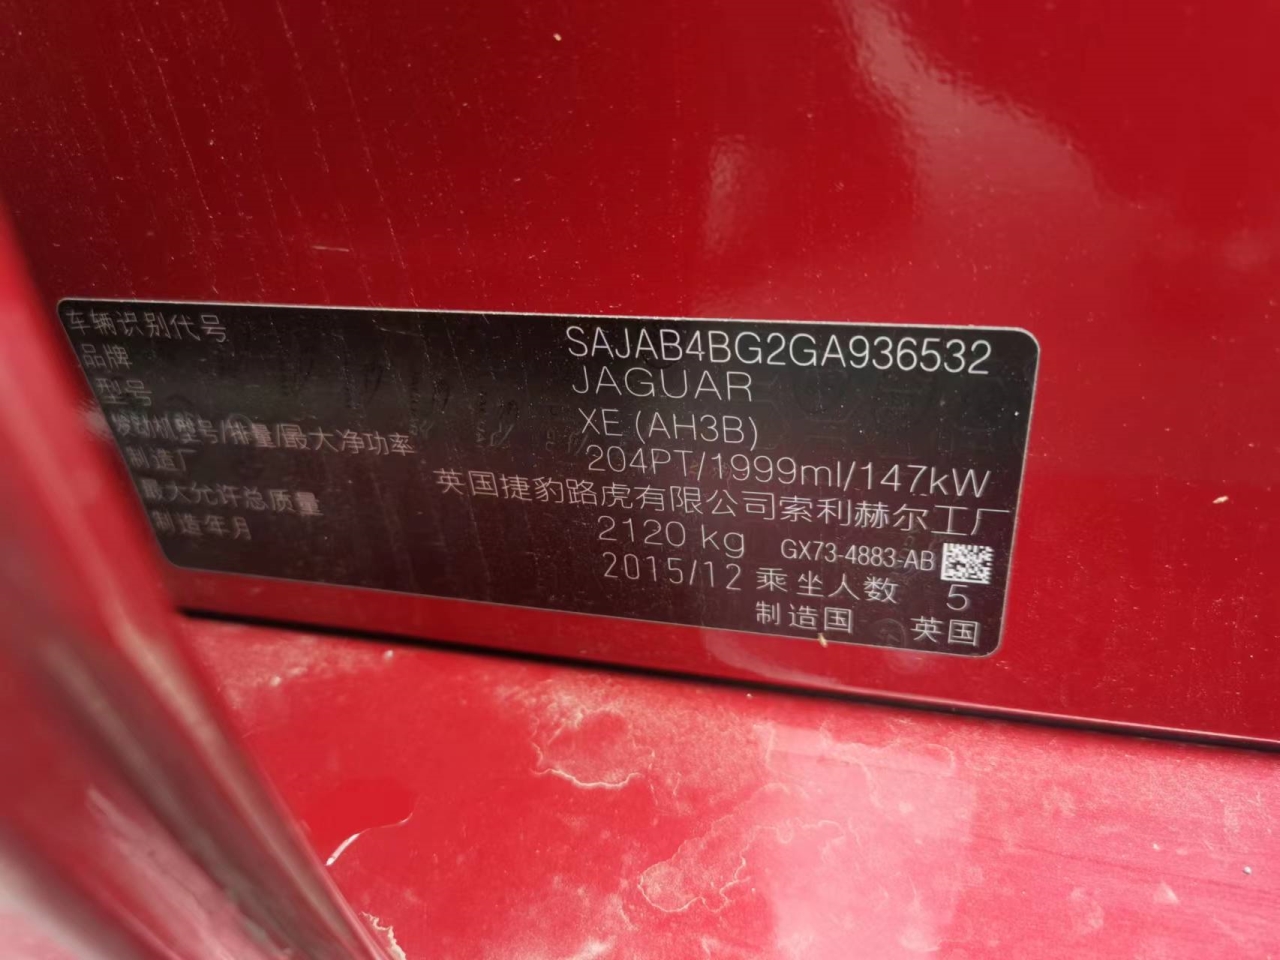 车辆识别代号 SAJAB4BG2GA936532
品牌 JAGUAR
型号 XE (AH3B)
发动机型号/排量/最大净功率 204PT/1999ml/147kW
制造厂 英国捷豹路虎有限公司索利赫尔工厂
最大允许总质量 2120 kg GX73-4883-AB
制造年月 2015/12 乘坐人数 5
制造国 英国